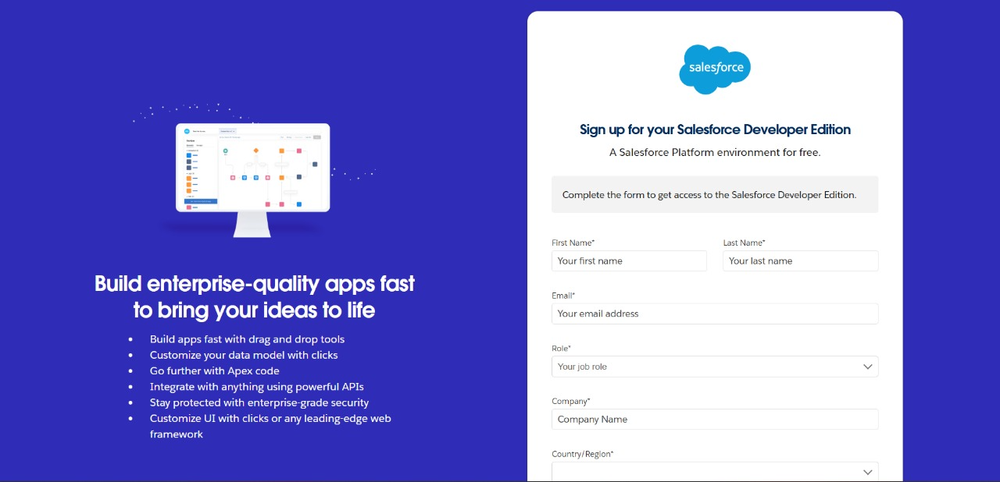 Build enterprise-quality apps fast
to bring your ideas to life
• Build apps fast with drag and drop tools
• Customize your data model with clicks
• Go further with Apex code
• Integrate with anything using powerful APIs
• Stay protected with enterprise-grade security
• Customize UI with clicks or any leading-edge web
framework
salesforce
Sign up for your Salesforce Developer Edition
A Salesforce Platform environment for free.
Complete the form to get access to the Salesforce Developer Edition.
First Name* Last Name*
Your first name Your last name
Email*
Your email address
Role*
Your job role
Company*
Company Name
Country/Region*